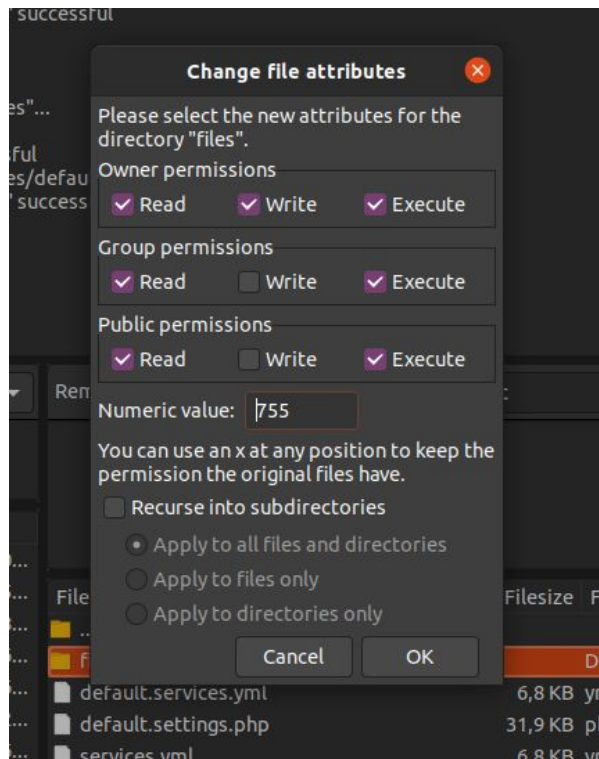 successful
Change file attributes
es"...
Please select the new attributes for the
directory "files".
sful
Owner permissions
es/defau
Read Write Execute
' success
Group permissions
Read Write Execute
Public permissions
Read Write Execute
Rem
Numeric value: 755
You can use an x at any position to keep the
permission the original files have.
Recurse into subdirectories
Apply to all files and directories
Apply to files only
File
Filesize F
Apply to directories only
..
f
Cancel OK
D
default.services.yml 6,8 KB
default.settings.php 31,9 KB
services.yml 6,8 KB